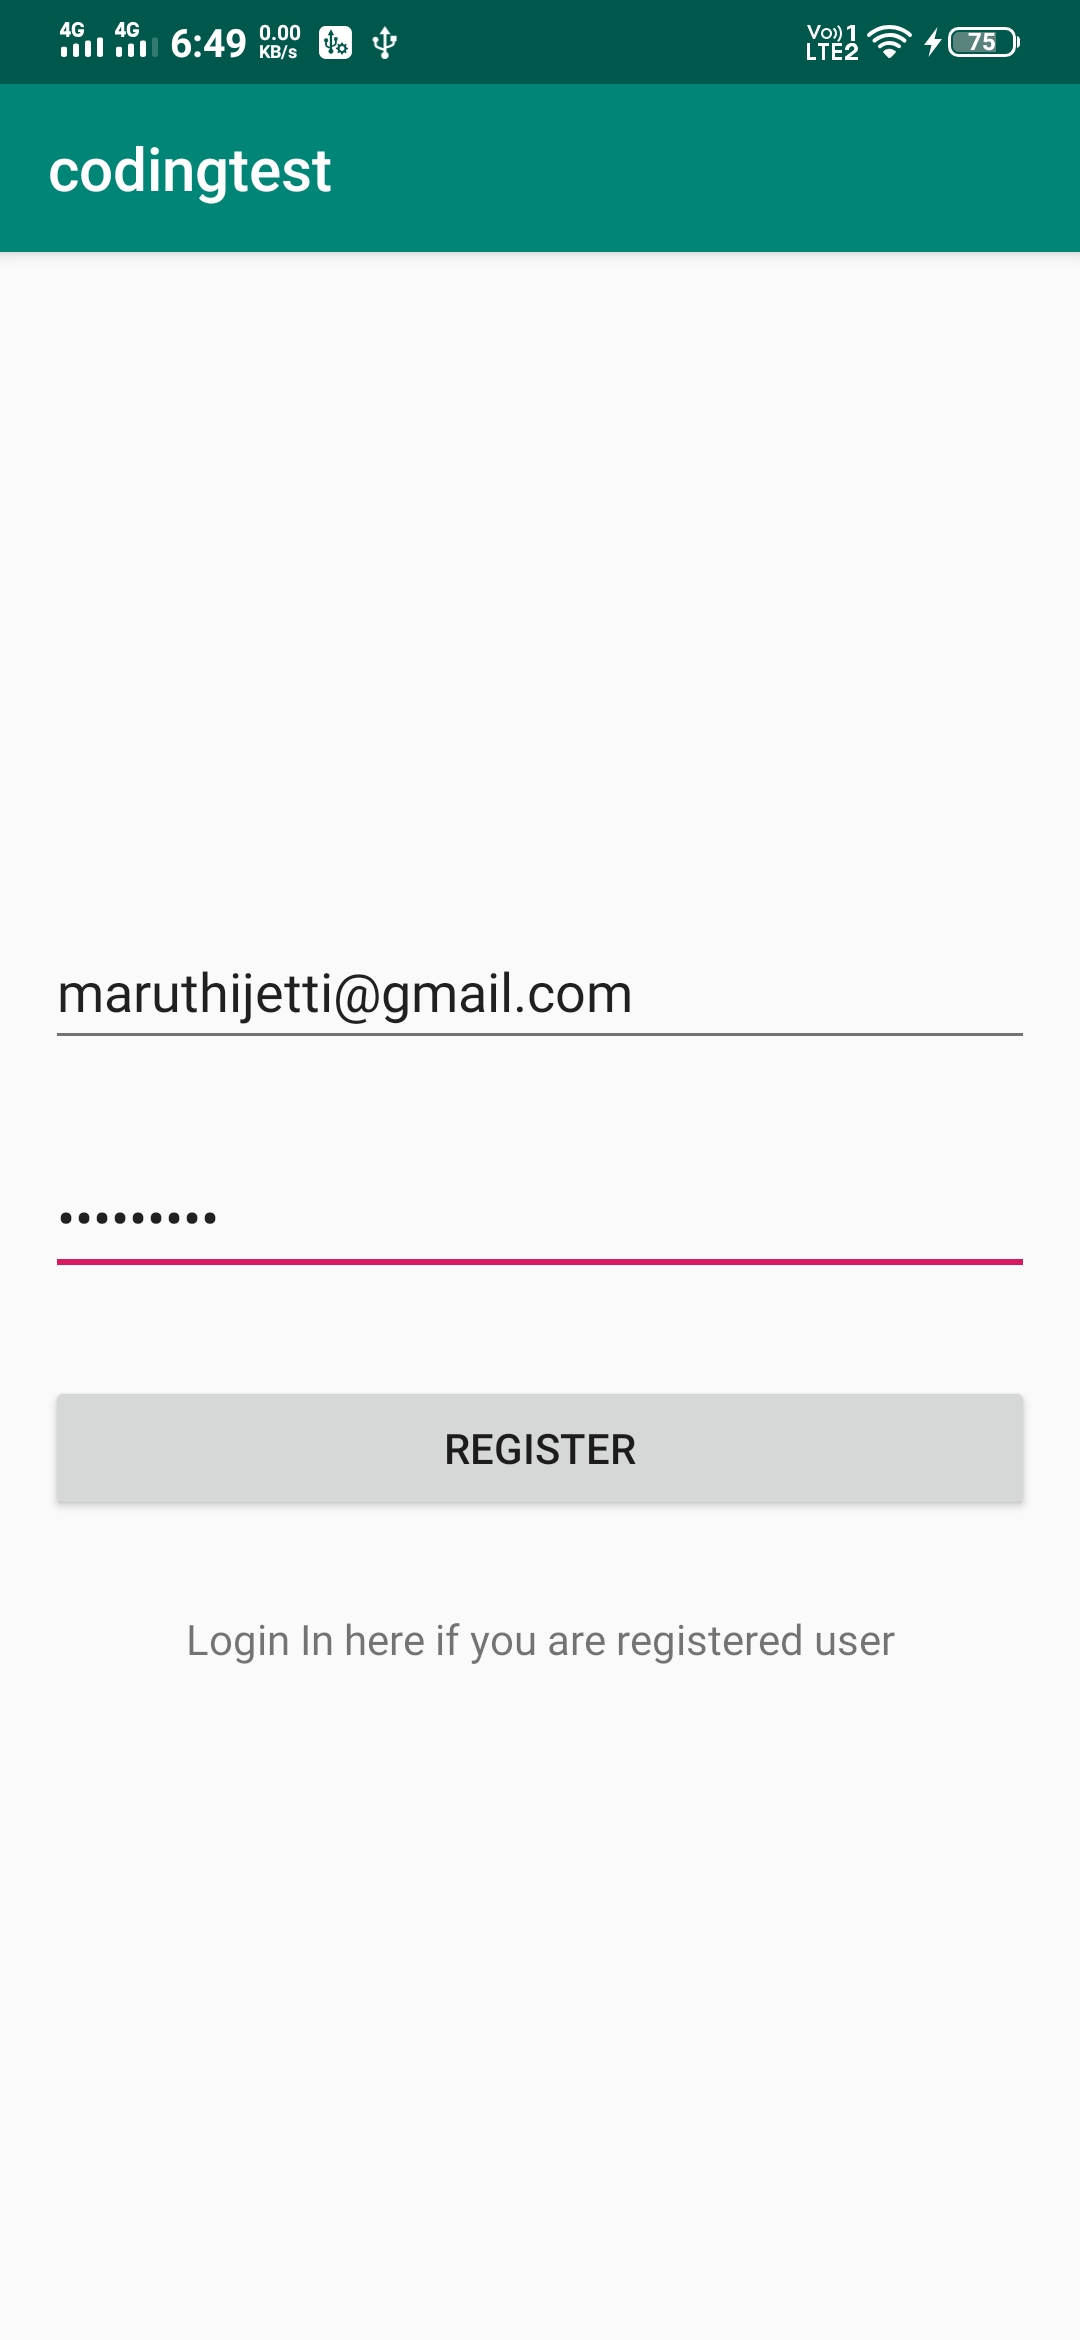 4G 4G 6:49 0.00 KB/s Vo)) 1 LTE2 75
codingtest
maruthijetti@gmail.com
•••••••••
REGISTER
Login In here if you are registered user